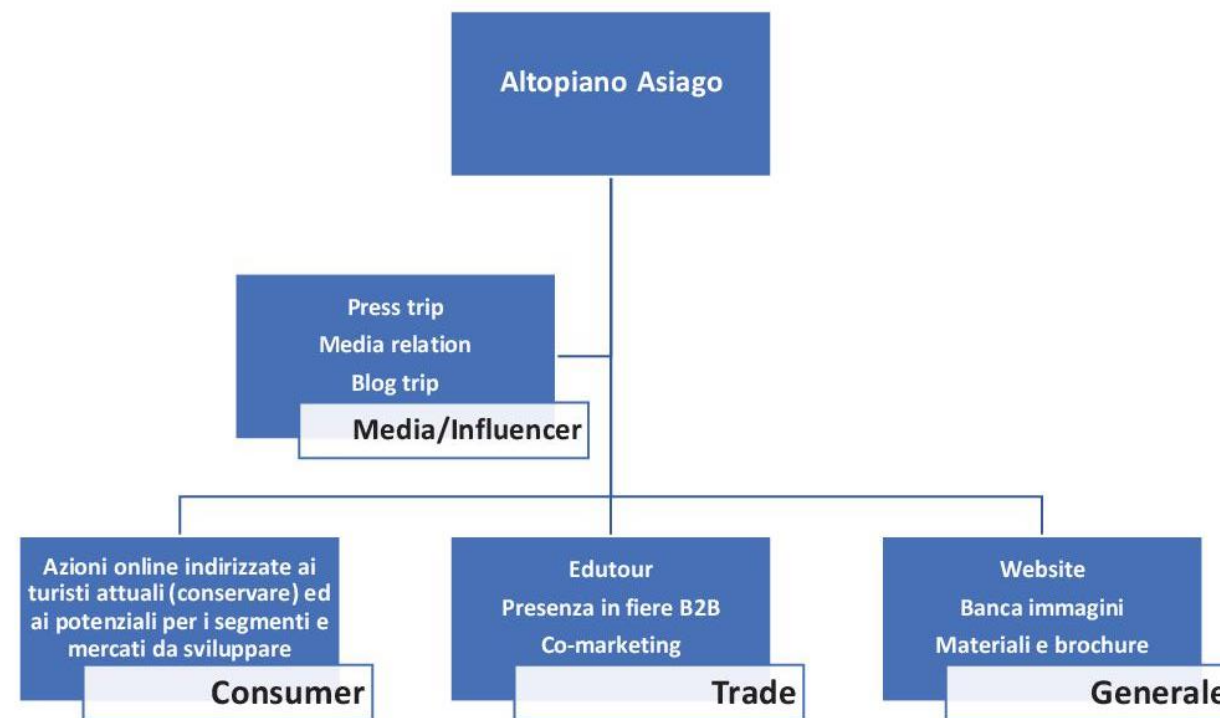 Altopiano Asiago
Press trip
Media relation
Blog trip
Media/Influencer
Azioni online indirizzate ai
turisti attuali (conservare) ed
ai potenziali per i segmenti e
mercati da sviluppare
Consumer
Edutour
Presenza in fiere B2B
Co-marketing
Trade
Website
Banca immagini
Materiali e brochure
Generale